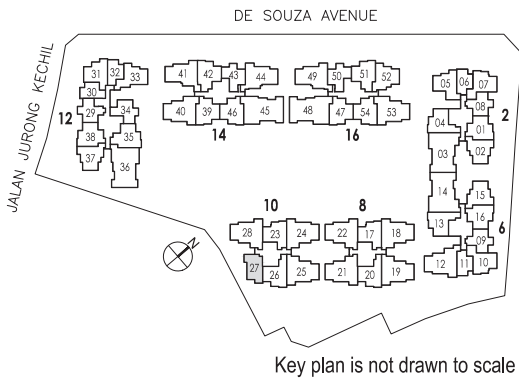 DE SOUZA AVENUE
JALAN JURONG KECHIL
31 32 33
30
29 34
12
38 35
37 36
41 42 43 44
40 39 46 45
14
49 50 51 52
48 47 54 53
16
05 06 07
08
04 01
2
03 02
14 15
13 16
6
09
12 11 10
10
28 23 24
27 26 25
8
22 17 18
21 20 19
N
Key plan is not drawn to scale